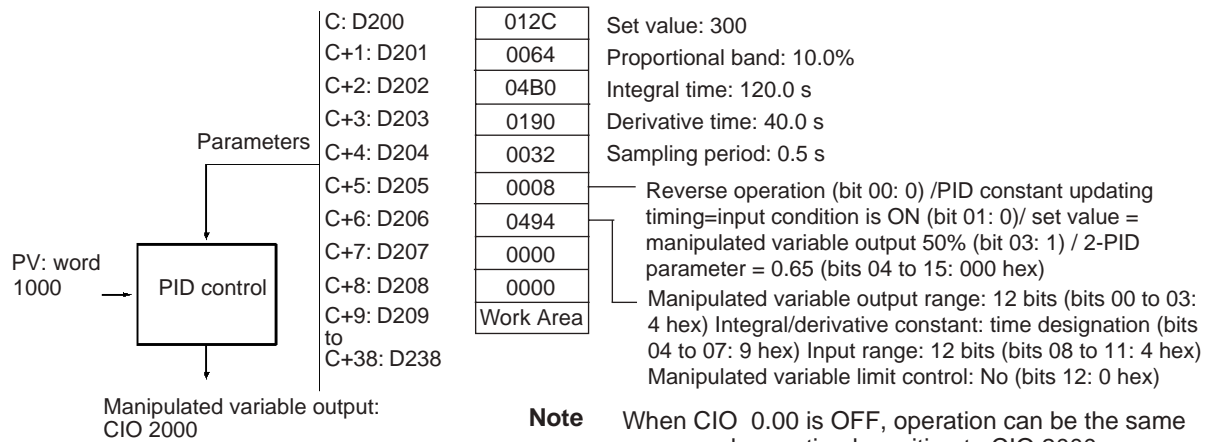 C: D200 012C Set value: 300
C+1: D201 0064 Proportional band: 10.0%
C+2: D202 04B0 Integral time: 120.0 s
C+3: D203 0190 Derivative time: 40.0 s
Parameters
C+4: D204 0032 Sampling period: 0.5 s
C+5: D205 0008
C+6: D206 0494
C+7: D207 0000
C+8: D208 0000
C+9: D209 Work Area
to
C+38: D238
Reverse operation (bit 00: 0) /PID constant updating
timing=input condition is ON (bit 01: 0)/ set value =
manipulated variable output 50% (bit 03: 1) / 2-PID
parameter = 0.65 (bits 04 to 15: 000 hex)
Manipulated variable output range: 12 bits (bits 00 to 03:
4 hex) Integral/derivative constant: time designation (bits
04 to 07: 9 hex) Input range: 12 bits (bits 08 to 11: 4 hex)
Manipulated variable limit control: No (bits 12: 0 hex)
PV: word
1000
PID control
Manipulated variable output:
CIO 2000
Note When CIO 0.00 is OFF, operation can be the same